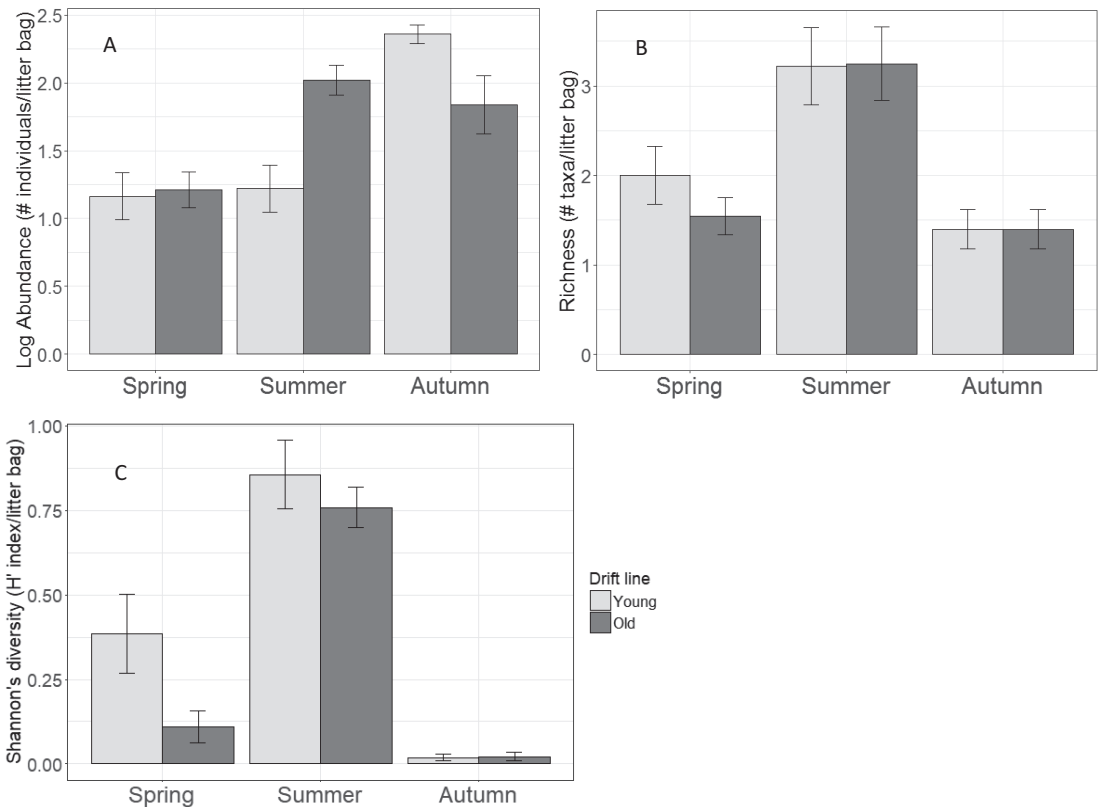 A
Log Abundance (# individuals/litter bag)
2.5
2.0
1.5
1.0
0.5
0.0
Spring Summer Autumn
B
Richness (# taxa/litter bag)
3
2
1
0
Spring Summer Autumn
C
Shannon's diversity (H' index/litter bag)
1.00
0.75
0.50
0.25
0.00
Spring Summer Autumn
Drift line
Young
Old